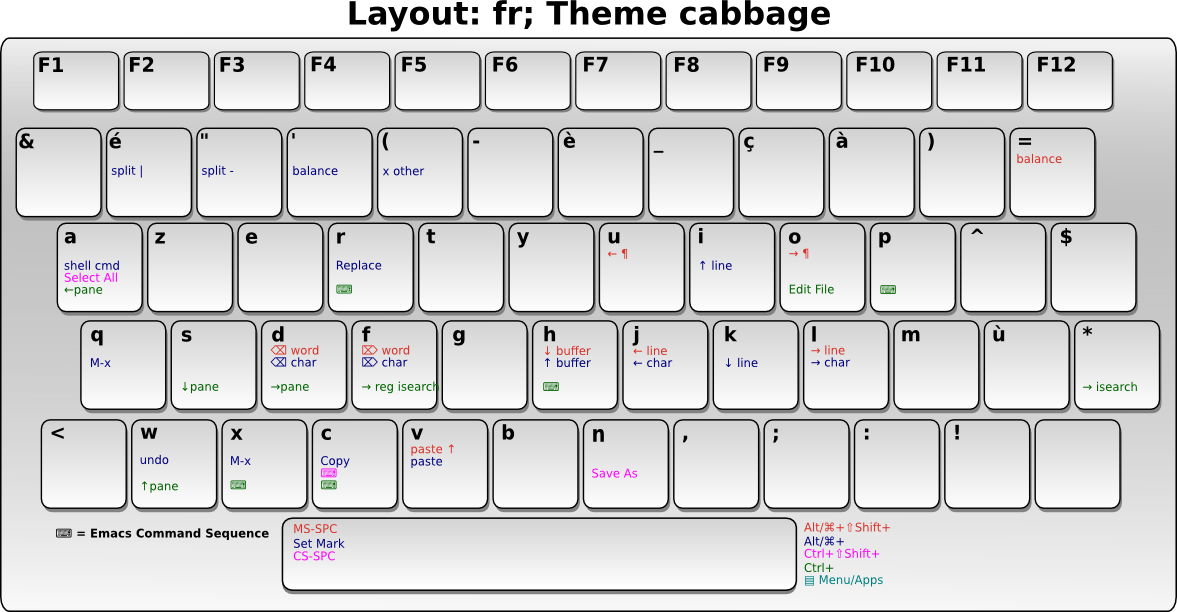 Layout: fr; Theme cabbage
F1 F2 F3 F4 F5 F6 F7 F8 F9 F10 F11 F12
& é " ' ( - è _ ç à ) =
balance
split | split - balance x other
a z e r t y u i o p ^ $
← ¶ → ¶
shell cmd Replace ↑ line
Select All
←pane ⌨ Edit File ⌨
q s d f g h j k l m ù *
⌫ word ⌦ word ↓ buffer ← line → line
M-x ⌫ char ⌦ char ↑ buffer ← char ↓ line → char
↓pane →pane → reg isearch ⌨ → isearch
< w x c v b n , ; : !
paste ↑
undo M-x Copy paste
⌨ Save As
↑pane ⌨ ⌨
⌨ = Emacs Command Sequence
MS-SPC
Set Mark
CS-SPC
Alt/⌘+⇧Shift+
Alt/⌘+
Ctrl+⇧Shift+
Ctrl+
▤ Menu/Apps